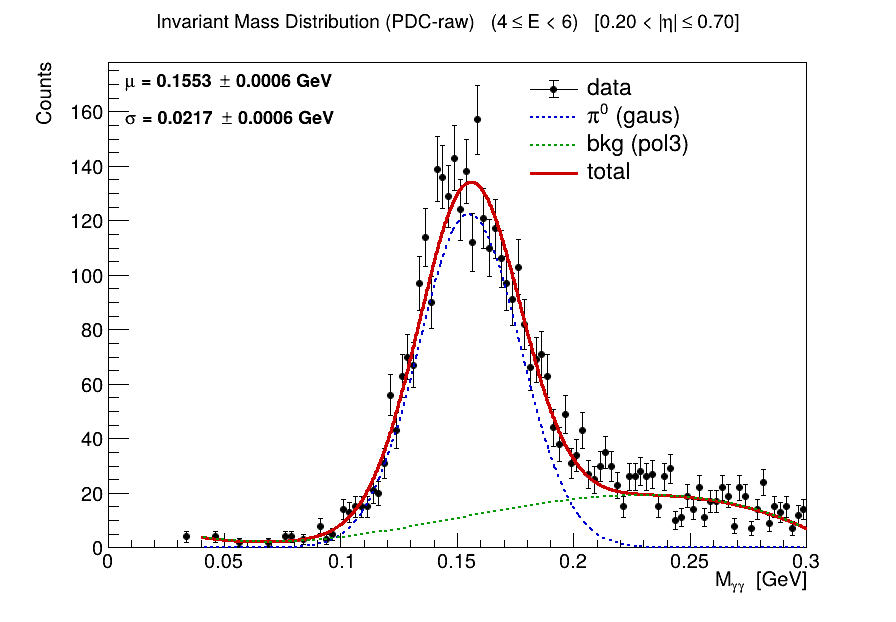 Invariant Mass Distribution (PDC-raw) (4 ≤ E < 6) [0.20 < |η| ≤ 0.70]
Counts
μ = 0.1553 ± 0.0006 GeV
σ = 0.0217 ± 0.0006 GeV
data
π⁰ (gaus)
bkg (pol3)
total
160
140
120
100
80
60
40
20
0
0 0.05 0.1 0.15 0.2 0.25 0.3
Mγγ [GeV]